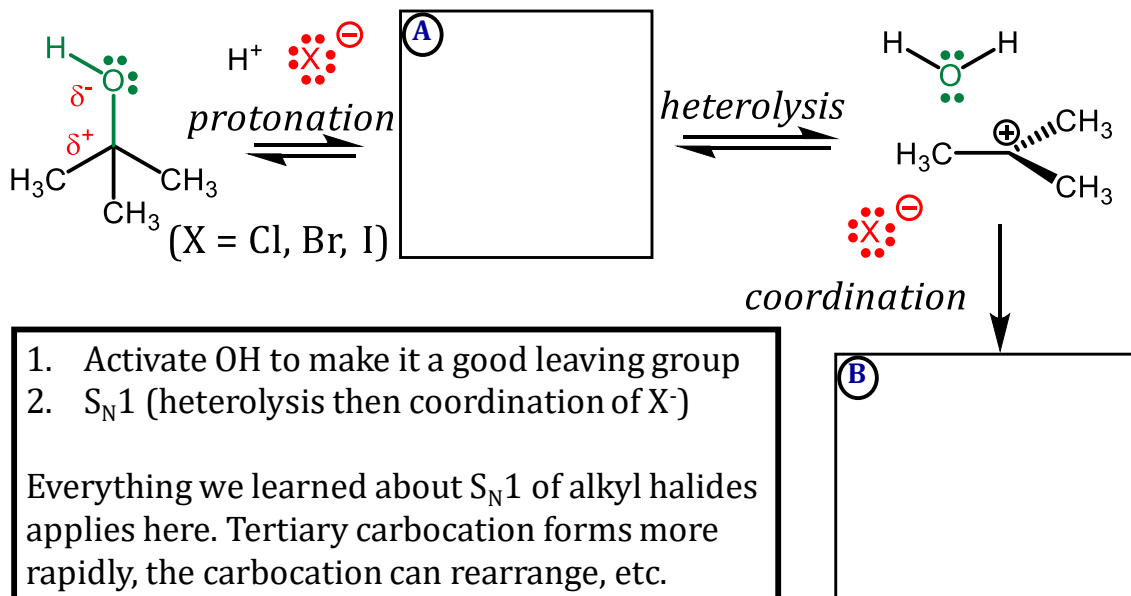 H
O
δ-
δ+
H3C
CH3
CH3
H+ X ⊖
protonation
(X = Cl, Br, I)
A
heterolysis
H H
O
⊕
H3C
CH3
CH3
X ⊖
coordination
B
1. Activate OH to make it a good leaving group
2. SN1 (heterolysis then coordination of X-)
Everything we learned about SN1 of alkyl halides
applies here. Tertiary carbocation forms more
rapidly, the carbocation can rearrange, etc.